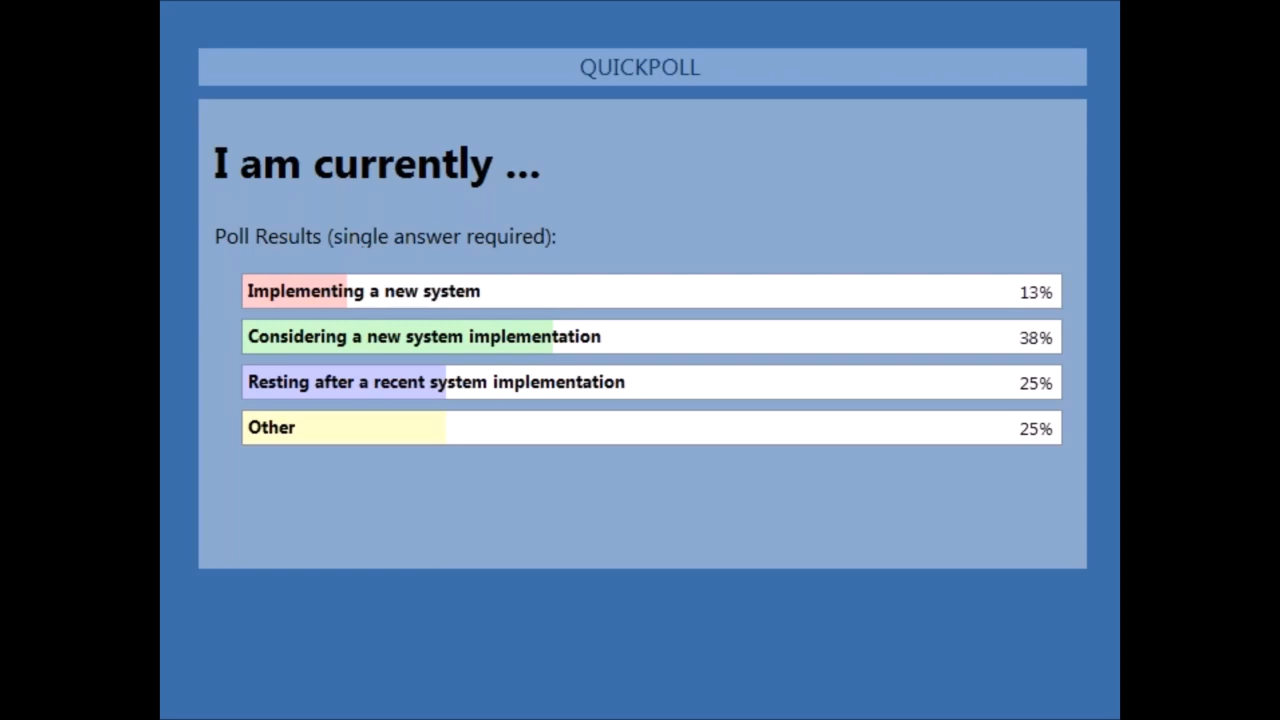 QUICKPOLL
I am currently ...
Poll Results (single answer required):
Implementing a new system 13%
Considering a new system implementation 38%
Resting after a recent system implementation 25%
Other 25%